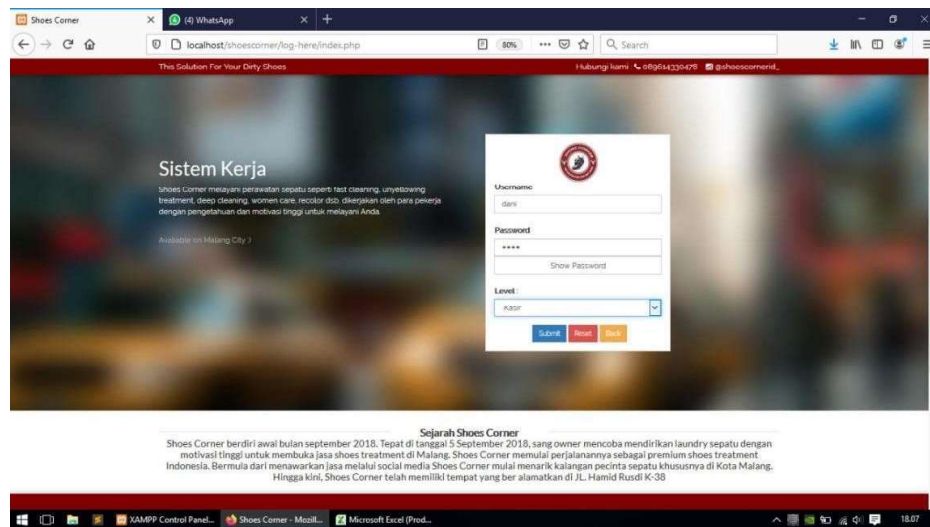 Shoes Corner
(4) WhatsApp
localhost/shoescorner/log-here/index.php
80%
Search
This Solution For Your Dirty Shoes
Hubungi kami 089614330478 @shoescornerid_
Sistem Kerja
Shoes Corner melayani perawatan sepatu seperti fast cleaning, unyellowing
treatment, deep cleaning, women care, recolor dsb. dikerjakan oleh para pekerja
dengan pengetahuan dan motivasi tinggi untuk melayani Anda.
Available on Malang City :)
Username
dani
Password
••••
Show Password
Level :
Kasir
Submit Reset Back
Sejarah Shoes Corner
Shoes Corner berdiri awal bulan september 2018. Tepat di tanggal 5 September 2018, sang owner mencoba mendirikan laundry sepatu dengan
motivasi tinggi untuk membuka jasa shoes treatment di Malang. Shoes Corner memulai perjalanannya sebagai premium shoes treatment
Indonesia. Bermula dari menawarkan jasa melalui social media Shoes Corner mulai menarik kalangan pecinta sepatu khususnya di Kota Malang.
Hingga kini, Shoes Corner telah memiliki tempat yang ber alamatkan di JL. Hamid Rusdi K-38
XAMPP Control Panel...
Shoes Corner - Mozill...
Microsoft Excel (Prod...
18.07